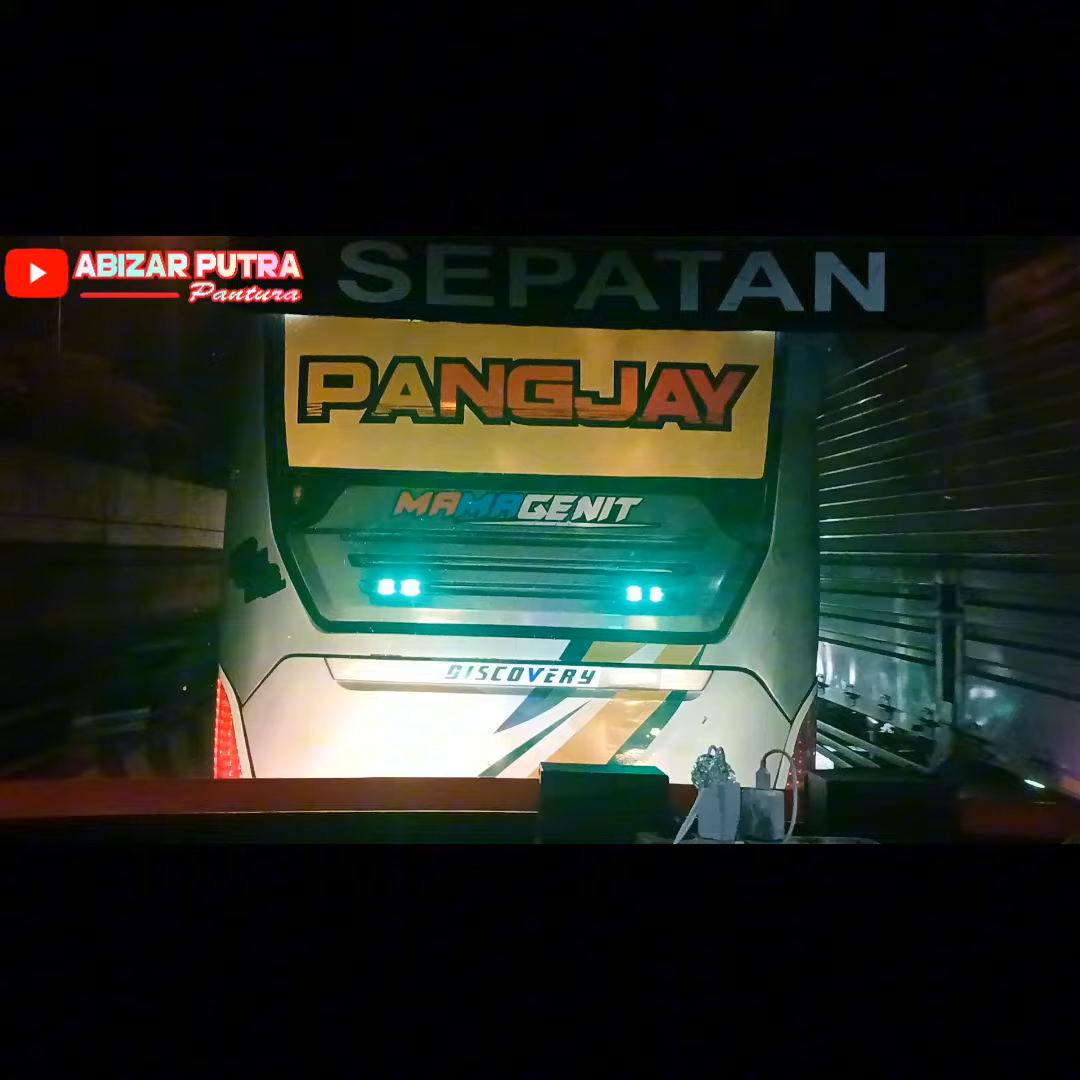 ABIZAR PUTRA
Pantura
SEPATAN
PANGJAY
MAMAGENIT
DISCOVERY